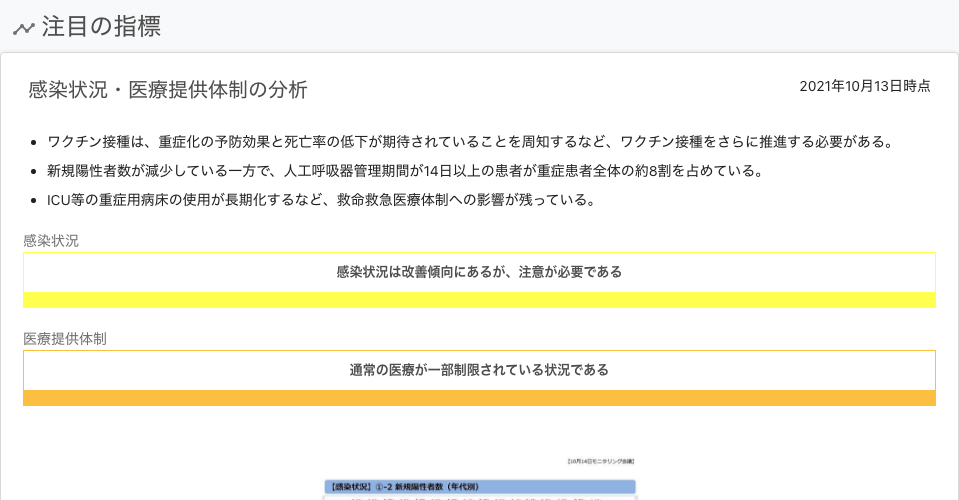 注目の指標
感染状況・医療提供体制の分析
2021年10月13日時点
ワクチン接種は、重症化の予防効果と死亡率の低下が期待されていることを周知するなど、ワクチン接種をさらに推進する必要がある。
新規陽性者数が減少している一方で、人工呼吸器管理期間が14日以上の患者が重症患者全体の約8割を占めている。
ICU等の重症用病床の使用が長期化するなど、救命救急医療体制への影響が残っている。
感染状況
感染状況は改善傾向にあるが、注意が必要である
医療提供体制
通常の医療が一部制限されている状況である
【10月14日モニタリング会議】
【感染状況】①-2 新規陽性者数（年代別）